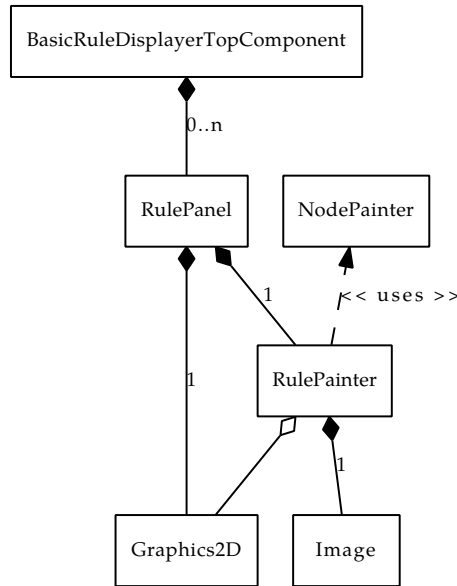 BasicRuleDisplayerTopComponent
0..n
RulePanel
NodePainter
1
<< uses >>
RulePainter
1
1
Graphics2D
Image